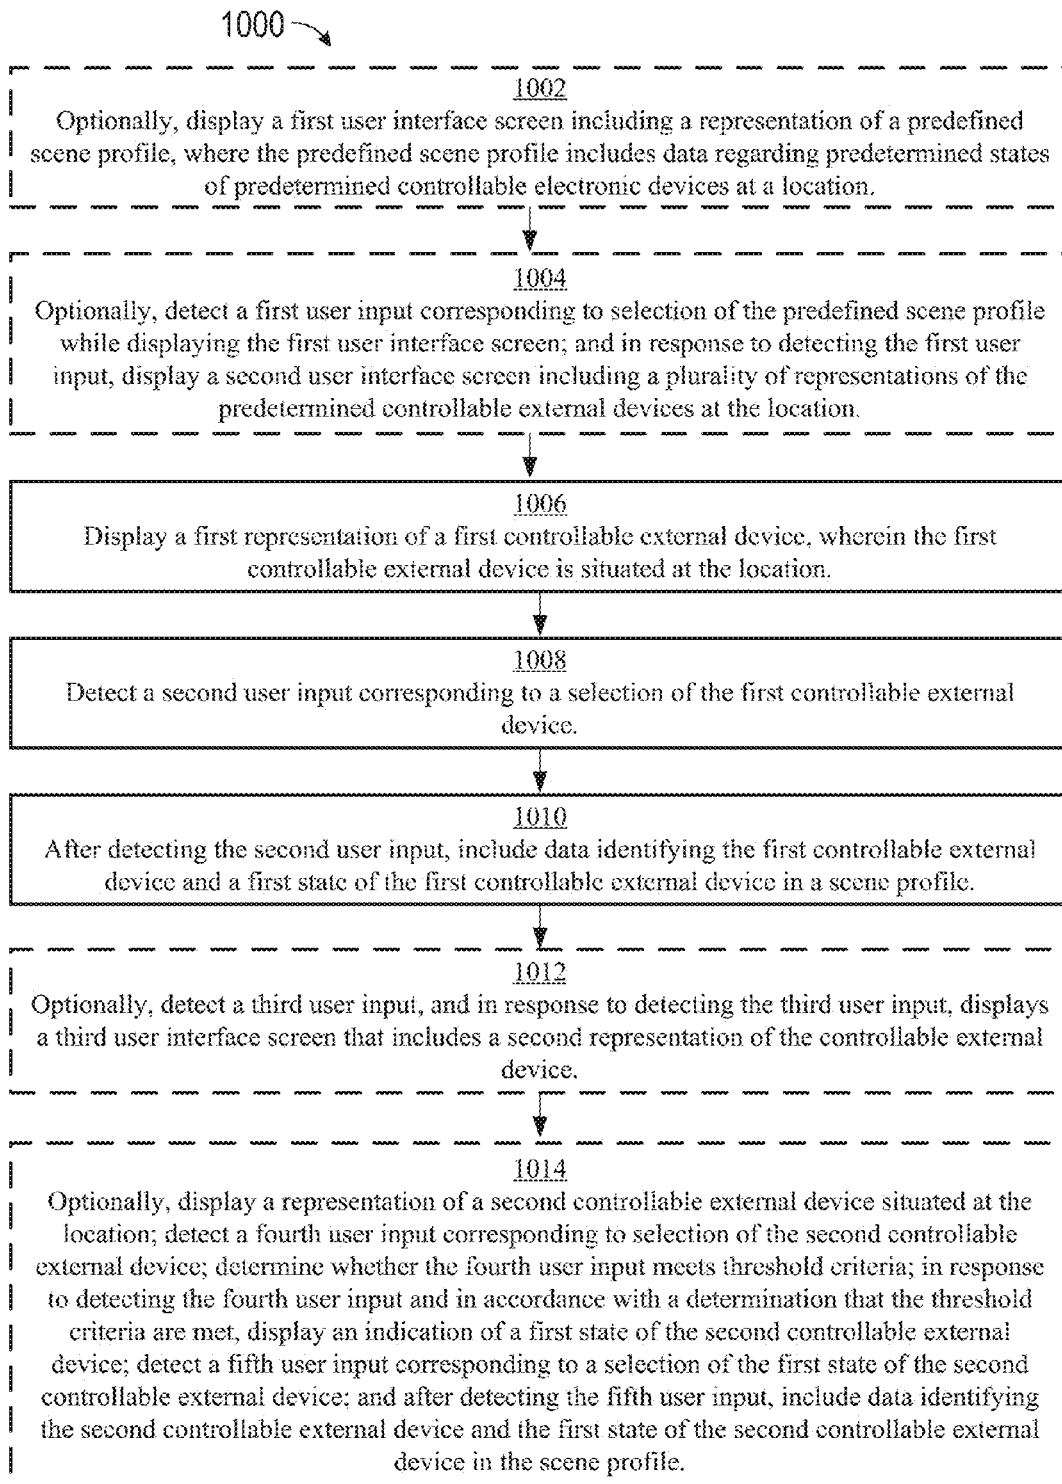 1000
1002
Optionally, display a first user interface screen including a representation of a predefined
scene profile, where the predefined scene profile includes data regarding predetermined states
of predetermined controllable electronic devices at a location.
1004
Optionally, detect a first user input corresponding to selection of the predefined scene profile
while displaying the first user interface screen; and in response to detecting the first user
input, display a second user interface screen including a plurality of representations of the
predetermined controllable external devices at the location.
1006
Display a first representation of a first controllable external device, wherein the first
controllable external device is situated at the location.
1008
Detect a second user input corresponding to a selection of the first controllable external
device.
1010
After detecting the second user input, include data identifying the first controllable external
device and a first state of the first controllable external device in a scene profile.
1012
Optionally, detect a third user input, and in response to detecting the third user input, displays
a third user interface screen that includes a second representation of the controllable external
device.
1014
Optionally, display a representation of a second controllable external device situated at the
location; detect a fourth user input corresponding to selection of the second controllable
external device; determine whether the fourth user input meets threshold criteria; in response
to detecting the fourth user input and in accordance with a determination that the threshold
criteria are met, display an indication of a first state of the second controllable external
device; detect a fifth user input corresponding to a selection of the first state of the second
controllable external device; and after detecting the fifth user input, include data identifying
the second controllable external device and the first state of the second controllable external
device in the scene profile.